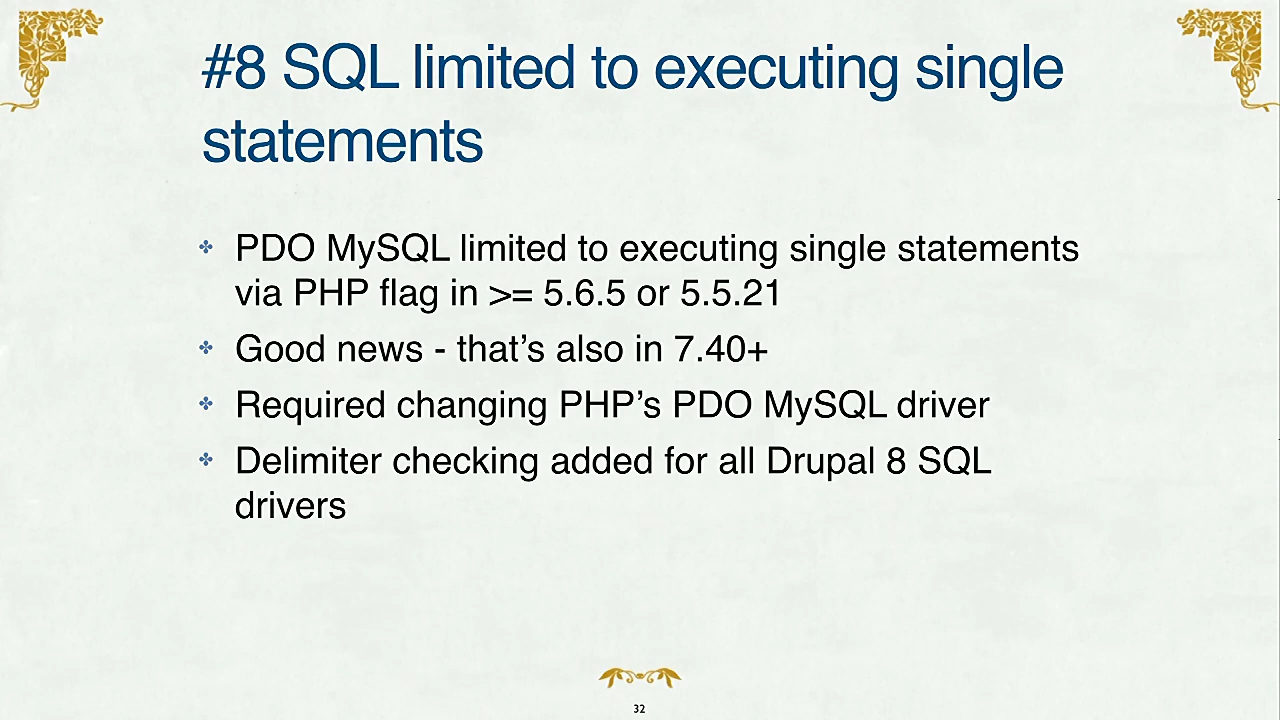 #8 SQL limited to executing single
statements
PDO MySQL limited to executing single statements
via PHP flag in >= 5.6.5 or 5.5.21
Good news - that’s also in 7.40+
Required changing PHP’s PDO MySQL driver
Delimiter checking added for all Drupal 8 SQL
drivers
32